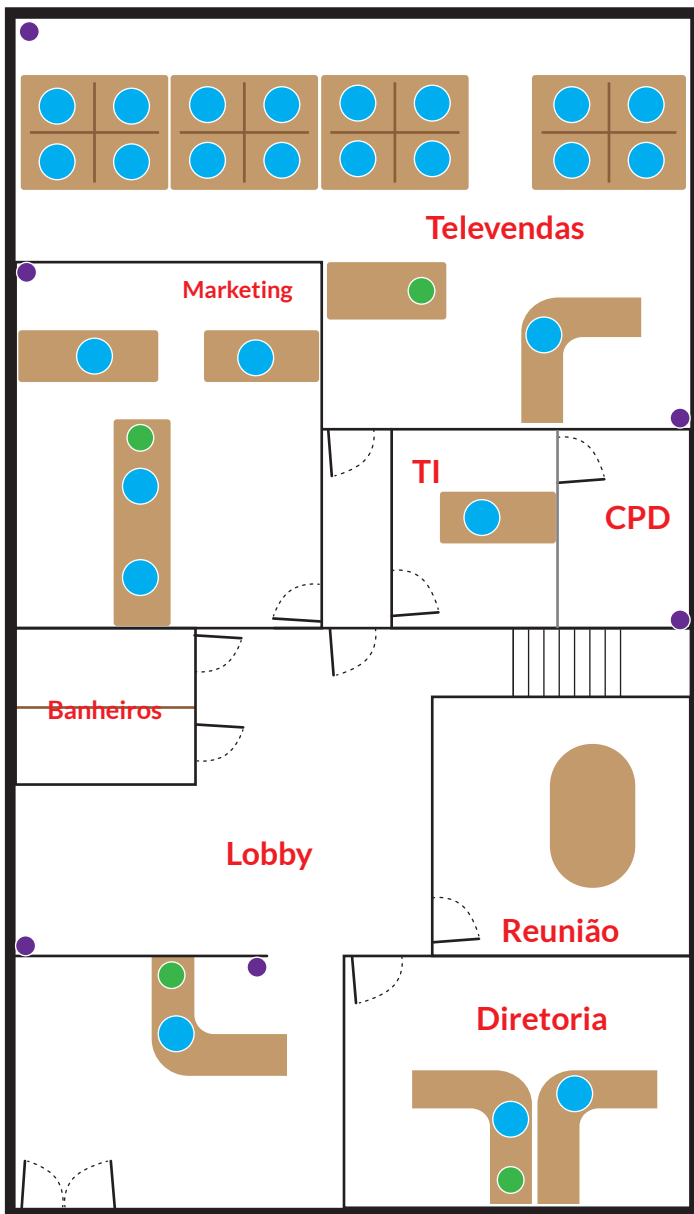 Televendas
Marketing
TI
CPD
Banheiros
Lobby
Reunião
Diretoria